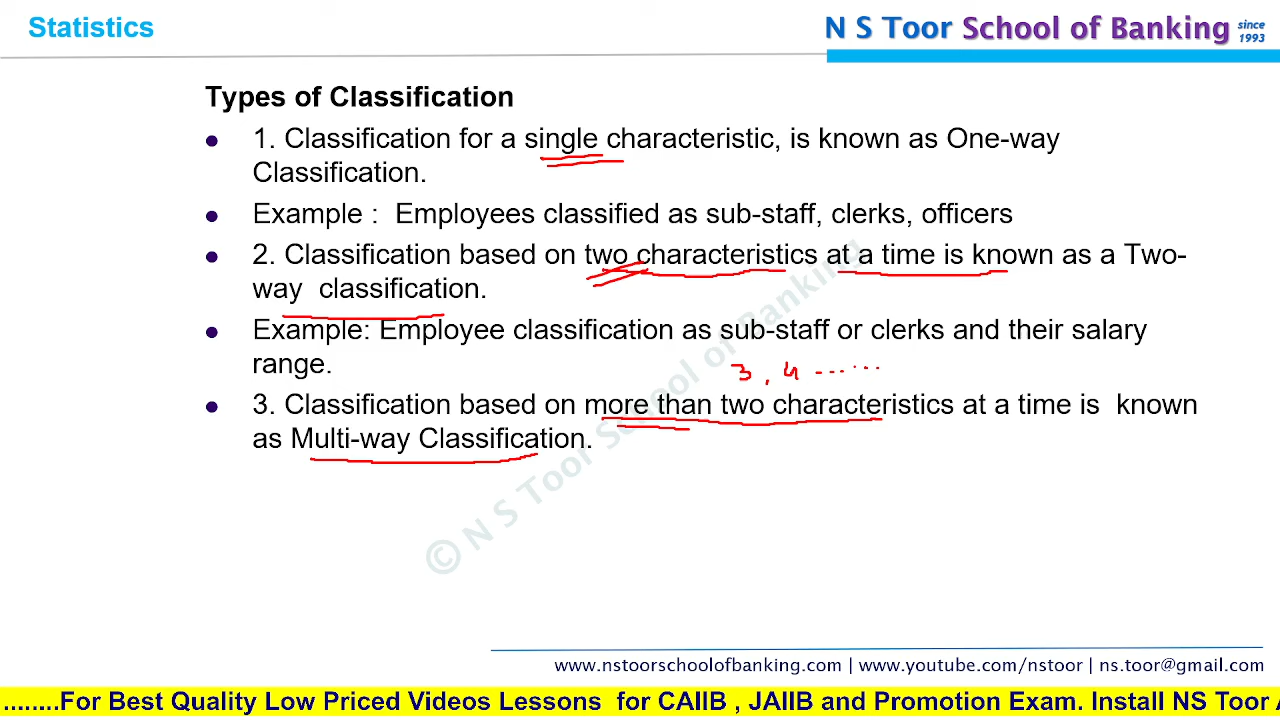 Statistics
N S Toor School of Banking since 1993
Types of Classification
1. Classification for a single characteristic, is known as One-way
Classification.
Example : Employees classified as sub-staff, clerks, officers
2. Classification based on two characteristics at a time is known as a Two-
way classification.
Example: Employee classification as sub-staff or clerks and their salary
range.
3, 4 ........
3. Classification based on more than two characteristics at a time is known
as Multi-way Classification.
© N S Toor School of Banking
www.nstoorschoolofbanking.com | www.youtube.com/nstoor | ns.toor@gmail.com
........For Best Quality Low Priced Videos Lessons for CAIIB , JAIIB and Promotion Exam. Install NS Toor